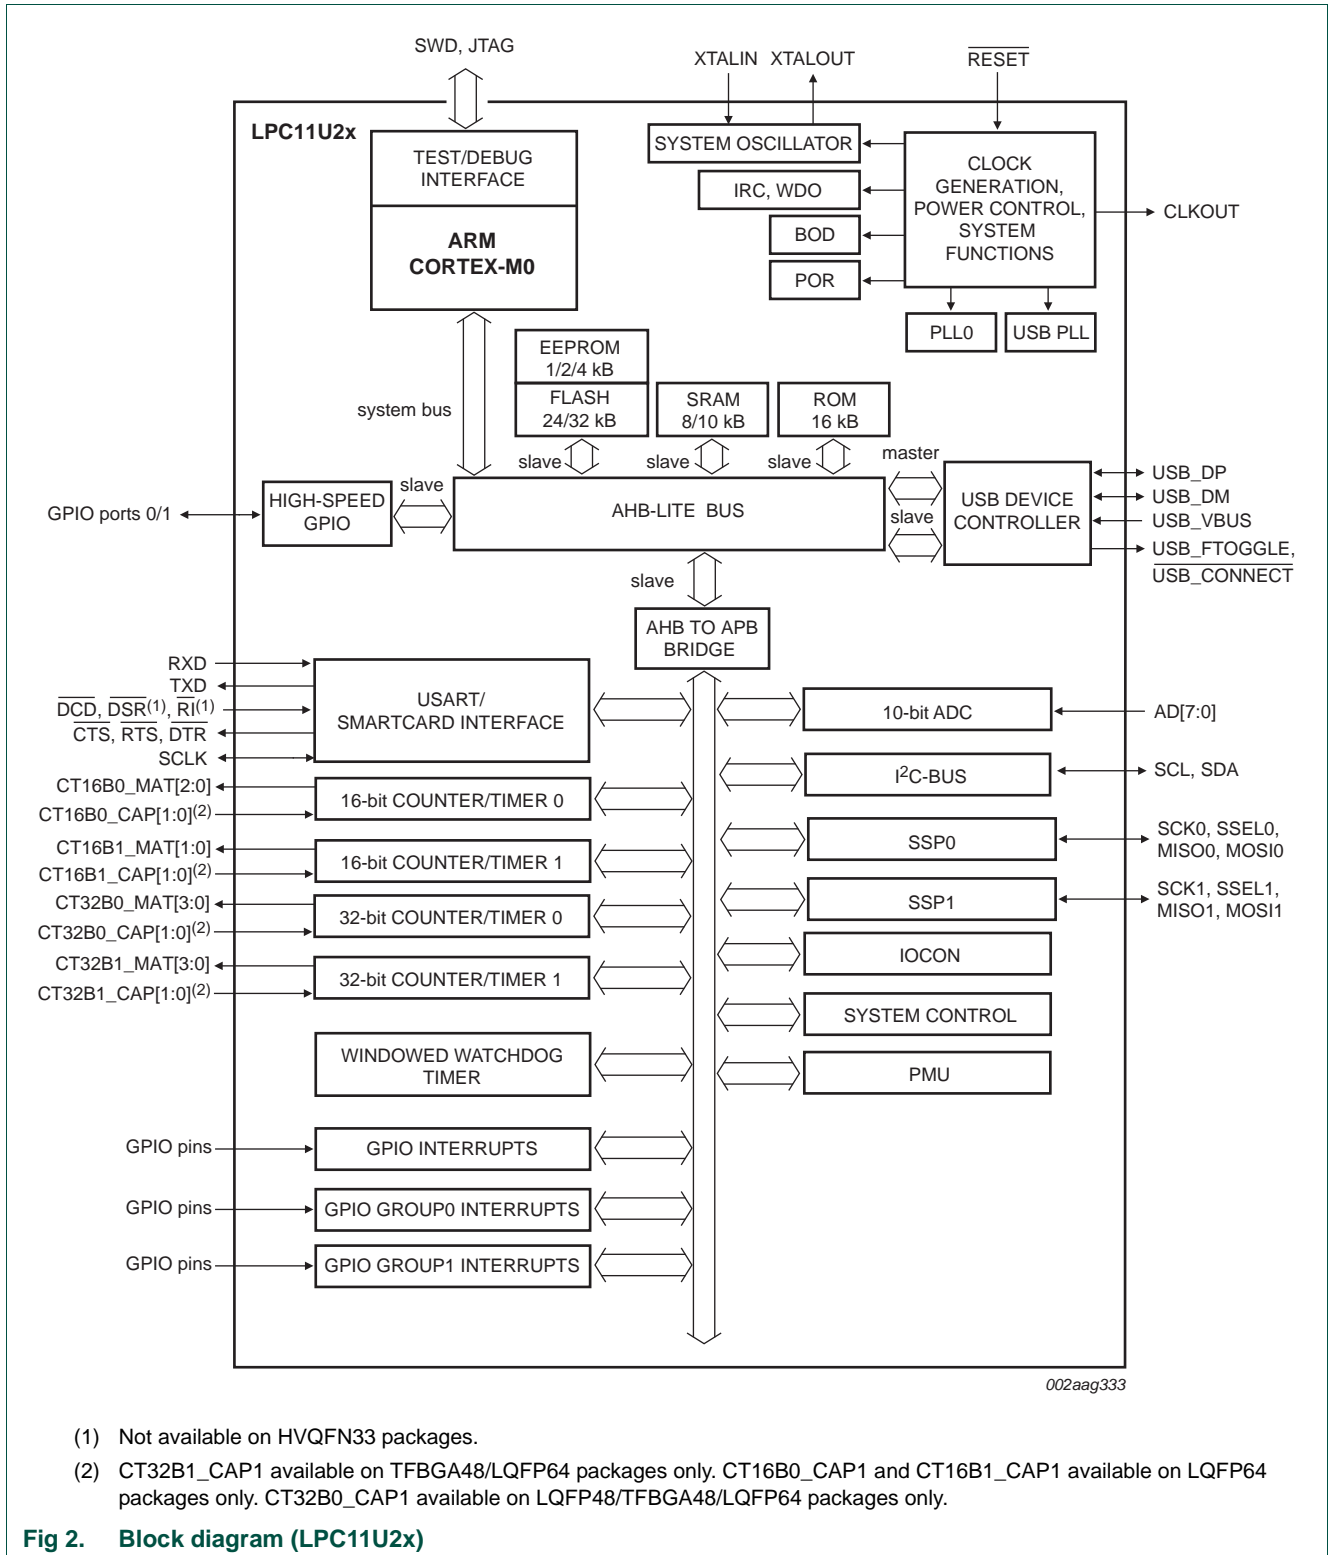 SWD, JTAG
XTALIN XTALOUT
RESET
LPC11U2x
TEST/DEBUG
INTERFACE
ARM
CORTEX-M0
SYSTEM OSCILLATOR
IRC, WDO
BOD
POR
CLOCK
GENERATION,
POWER CONTROL,
SYSTEM
FUNCTIONS
CLKOUT
PLL0
USB PLL
system bus
EEPROM
1/2/4 kB
FLASH
24/32 kB
SRAM
8/10 kB
ROM
16 kB
slave
slave
slave
master
slave
slave
GPIO ports 0/1
HIGH-SPEED
GPIO
AHB-LITE BUS
USB DEVICE
CONTROLLER
USB_DP
USB_DM
USB_VBUS
USB_FTOGGLE,
USB_CONNECT
slave
AHB TO APB
BRIDGE
RXD
TXD
DCD, DSR(1), RI(1)
CTS, RTS, DTR
SCLK
USART/
SMARTCARD INTERFACE
10-bit ADC
AD[7:0]
CT16B0_MAT[2:0]
CT16B0_CAP[1:0](2)
16-bit COUNTER/TIMER 0
I2C-BUS
SCL, SDA
CT16B1_MAT[1:0]
CT16B1_CAP[1:0](2)
16-bit COUNTER/TIMER 1
SSP0
SCK0, SSEL0,
MISO0, MOSI0
CT32B0_MAT[3:0]
CT32B0_CAP[1:0](2)
32-bit COUNTER/TIMER 0
SSP1
SCK1, SSEL1,
MISO1, MOSI1
CT32B1_MAT[3:0]
CT32B1_CAP[1:0](2)
32-bit COUNTER/TIMER 1
IOCON
SYSTEM CONTROL
WINDOWED WATCHDOG
TIMER
PMU
GPIO pins
GPIO INTERRUPTS
GPIO pins
GPIO GROUP0 INTERRUPTS
GPIO pins
GPIO GROUP1 INTERRUPTS
002aag333
(1) Not available on HVQFN33 packages.
(2) CT32B1_CAP1 available on TFBGA48/LQFP64 packages only. CT16B0_CAP1 and CT16B1_CAP1 available on LQFP64
packages only. CT32B0_CAP1 available on LQFP48/TFBGA48/LQFP64 packages only.
Fig 2. Block diagram (LPC11U2x)